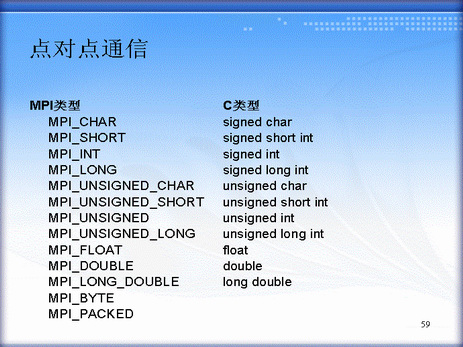 点对点通信
MPI类型 C类型
MPI_CHAR signed char
MPI_SHORT signed short int
MPI_INT signed int
MPI_LONG signed long int
MPI_UNSIGNED_CHAR unsigned char
MPI_UNSIGNED_SHORT unsigned short int
MPI_UNSIGNED unsigned int
MPI_UNSIGNED_LONG unsigned long int
MPI_FLOAT float
MPI_DOUBLE double
MPI_LONG_DOUBLE long double
MPI_BYTE
MPI_PACKED
59